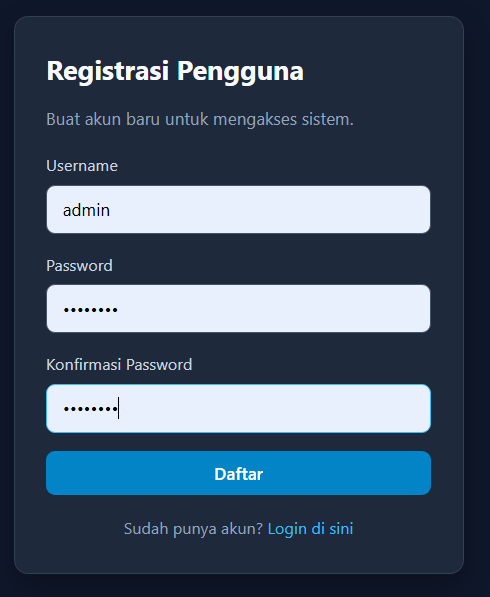 Registrasi Pengguna
Buat akun baru untuk mengakses sistem.
Username
admin
Password
••••••••
Konfirmasi Password
••••••••
Daftar
Sudah punya akun? Login di sini